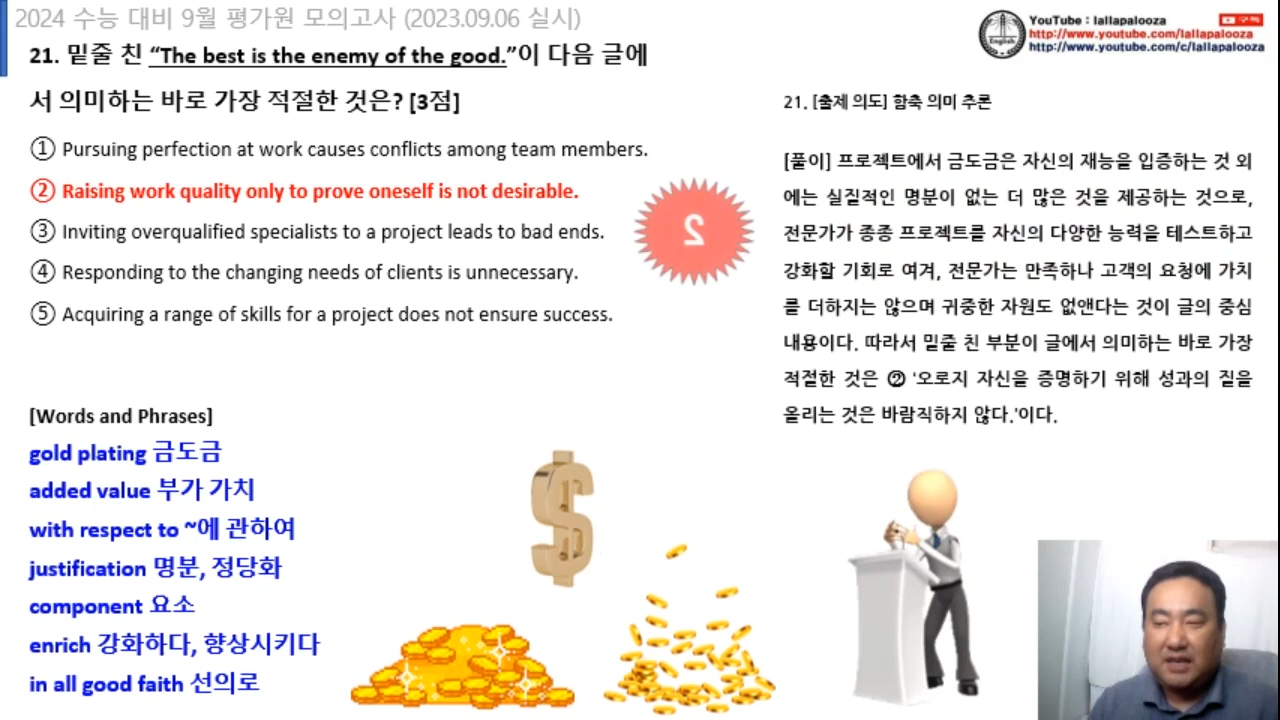 2024 수능 대비 9월 평가원 모의고사 (2023.09.06 실시)
YouTube : lallapalooza
구독
http://www.youtube.com/lallapalooza
http://www.youtube.com/c/lallapalooza
English
21. 밑줄 친 “The best is the enemy of the good.”이 다음 글에
서 의미하는 바로 가장 적절한 것은? [3점]
① Pursuing perfection at work causes conflicts among team members.
② Raising work quality only to prove oneself is not desirable.
③ Inviting overqualified specialists to a project leads to bad ends.
④ Responding to the changing needs of clients is unnecessary.
⑤ Acquiring a range of skills for a project does not ensure success.
2
21. [출제 의도] 함축 의미 추론
[풀이] 프로젝트에서 금도금은 자신의 재능을 입증하는 것 외
에는 실질적인 명분이 없는 더 많은 것을 제공하는 것으로,
전문가가 종종 프로젝트를 자신의 다양한 능력을 테스트하고
강화할 기회로 여겨, 전문가는 만족하나 고객의 요청에 가치
를 더하지는 않으며 귀중한 자원도 없앤다는 것이 글의 중심
내용이다. 따라서 밑줄 친 부분이 글에서 의미하는 바로 가장
적절한 것은 ② ‘오로지 자신을 증명하기 위해 성과의 질을
올리는 것은 바람직하지 않다.’이다.
[Words and Phrases]
gold plating 금도금
added value 부가 가치
with respect to ~에 관하여
justification 명분, 정당화
component 요소
enrich 강화하다, 향상시키다
in all good faith 선의로